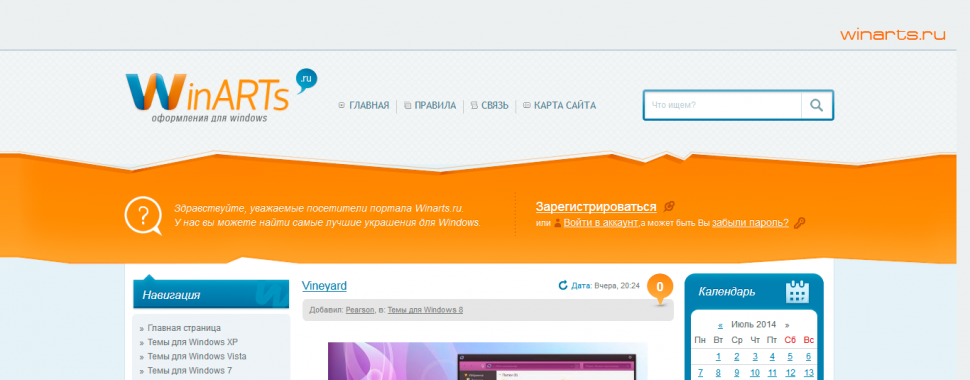 winarts.ru
WinARTs .ru
оформления для windows
ГЛАВНАЯ ПРАВИЛА СВЯЗЬ КАРТА САЙТА
Что ищем?
Здравствуйте, уважаемые посетители портала Winarts.ru.
У нас вы можете найти самые лучшие украшения для Windows.
Зарегистрироваться
или Войти в аккаунт,а может быть Вы забыли пароль?
Навигация
» Главная страница
» Темы для Windows XP
» Темы для Windows Vista
» Темы для Windows 7
Vineyard
Дата: Вчера, 20:24
0
Добавил: Pearson, в: Темы для Windows 8
Календарь
« Июль 2014 »
Пн Вт Ср Чт Пт Сб Вс
1 2 3 4 5 6
7 8 9 10 11 12 13